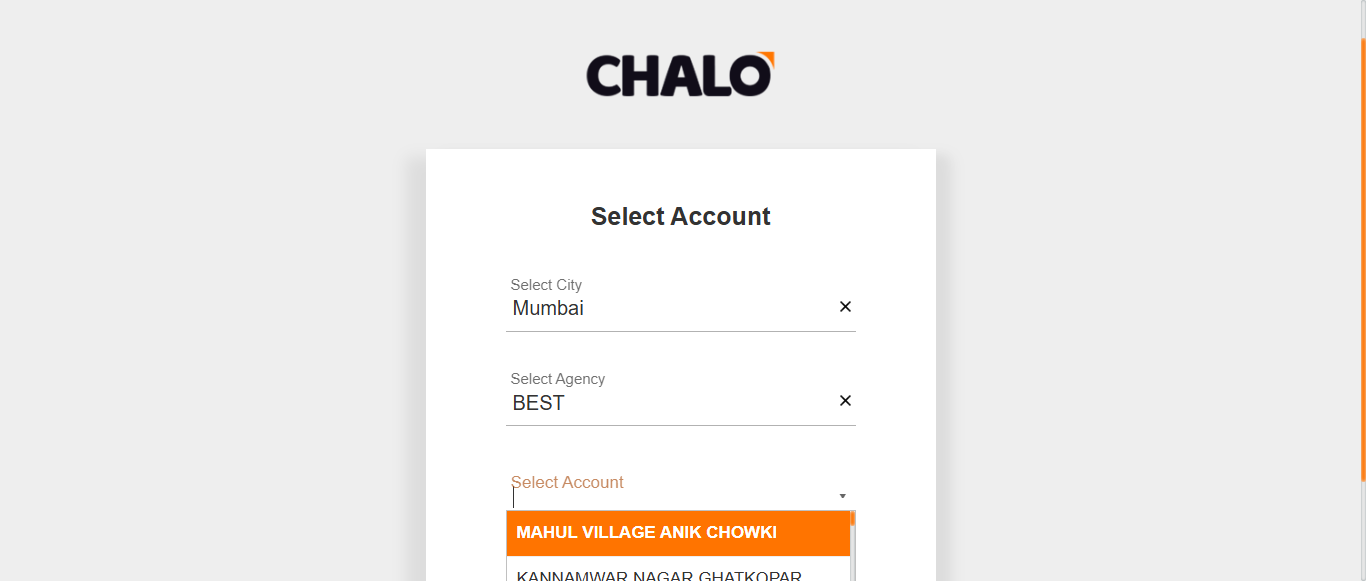 CHALO
Select Account
Select City
Mumbai
Select Agency
BEST
Select Account
MAHUL VILLAGE ANIK CHOWKI
KANNAMWAR NAGAR GHATKOPAR